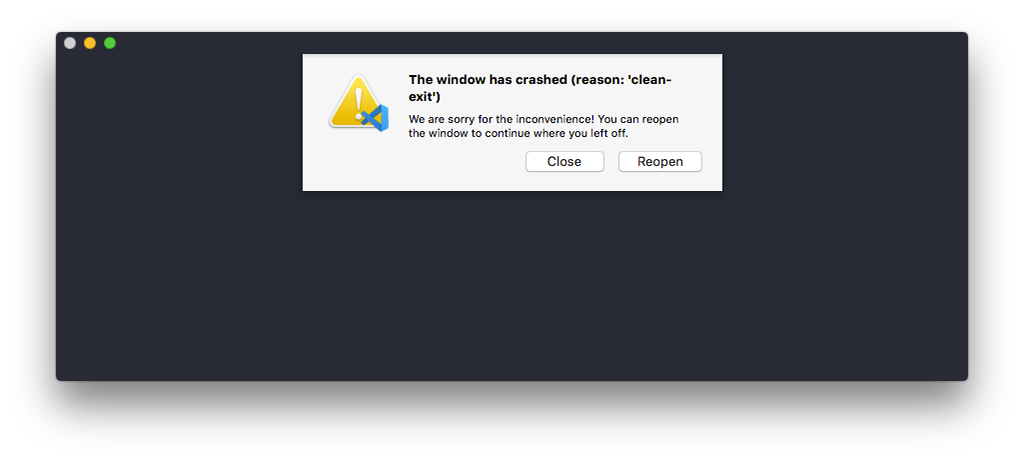 The window has crashed (reason: 'clean-
exit')
We are sorry for the inconvenience! You can reopen
the window to continue where you left off.
Close
Reopen